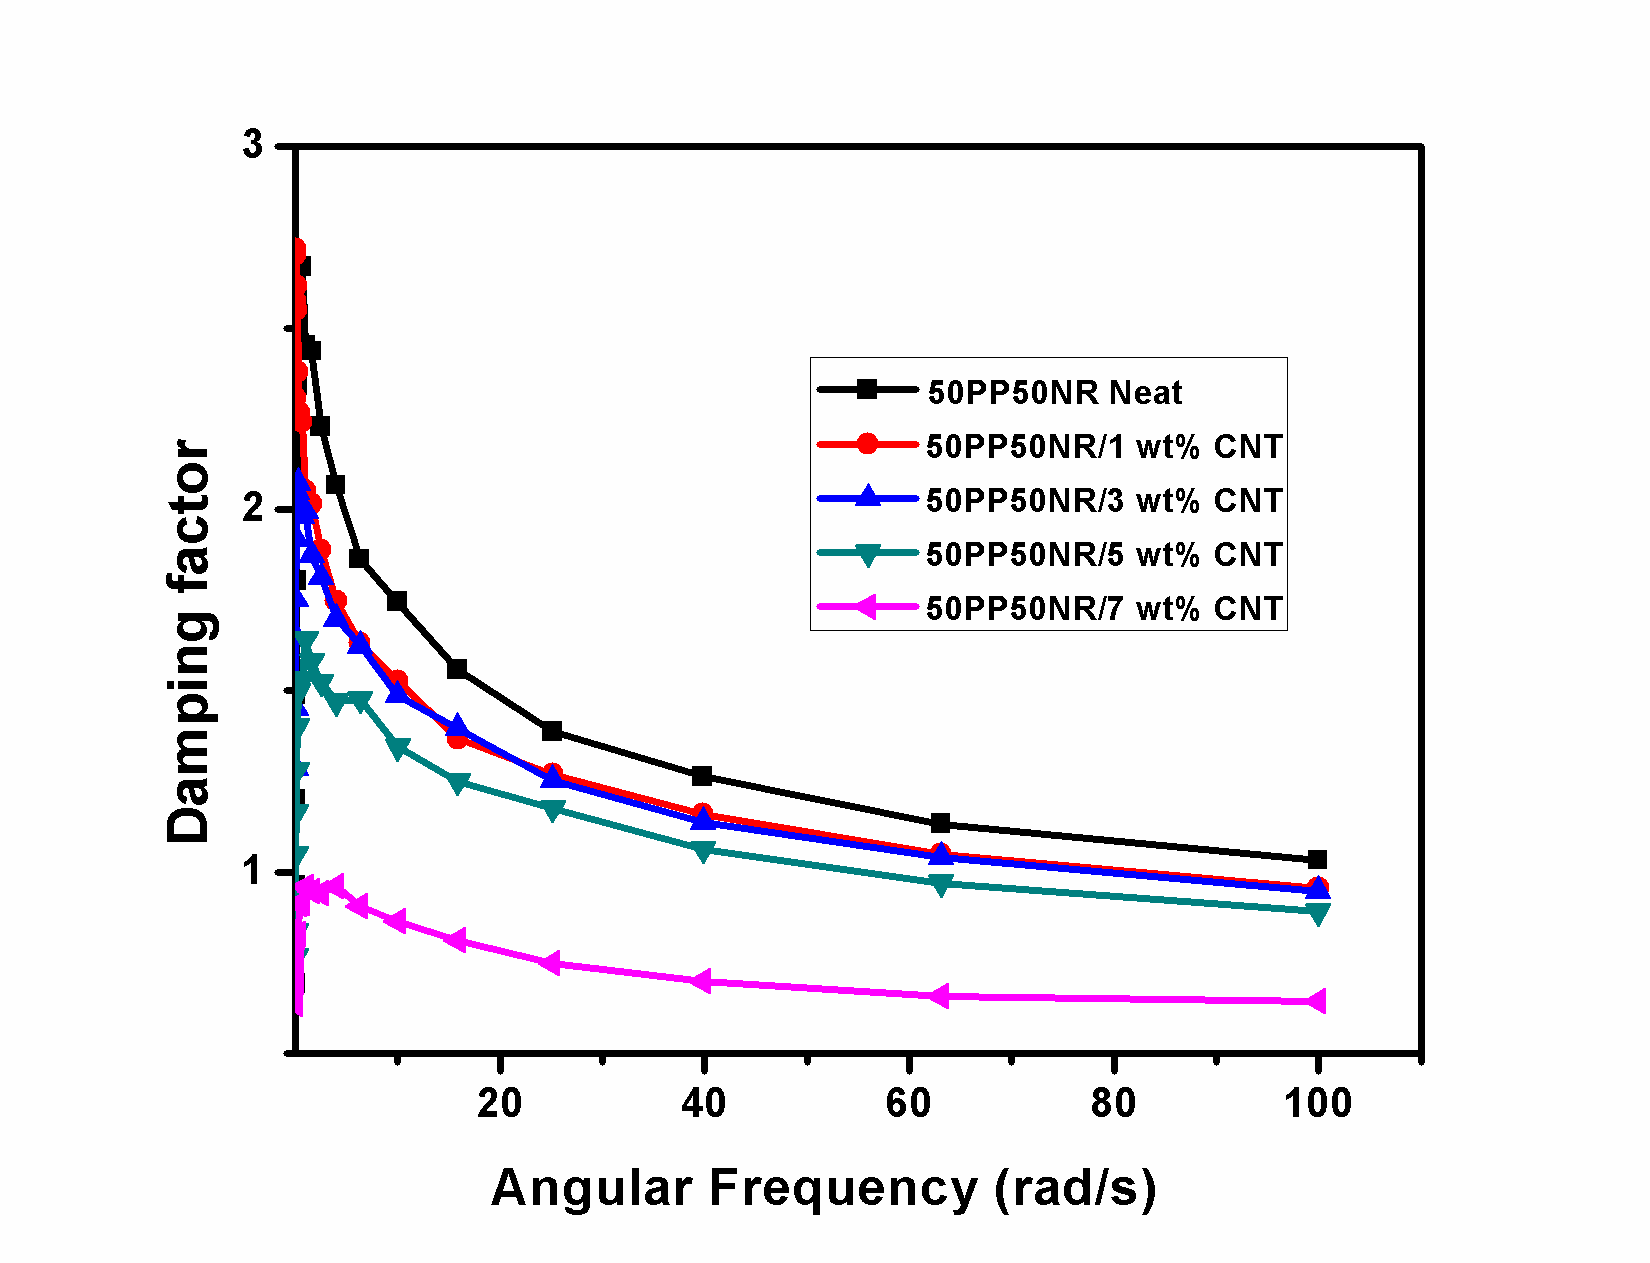 3
2
1
Damping factor
50PP50NR Neat
50PP50NR/1 wt% CNT
50PP50NR/3 wt% CNT
50PP50NR/5 wt% CNT
50PP50NR/7 wt% CNT
20 40 60 80 100
Angular Frequency (rad/s)